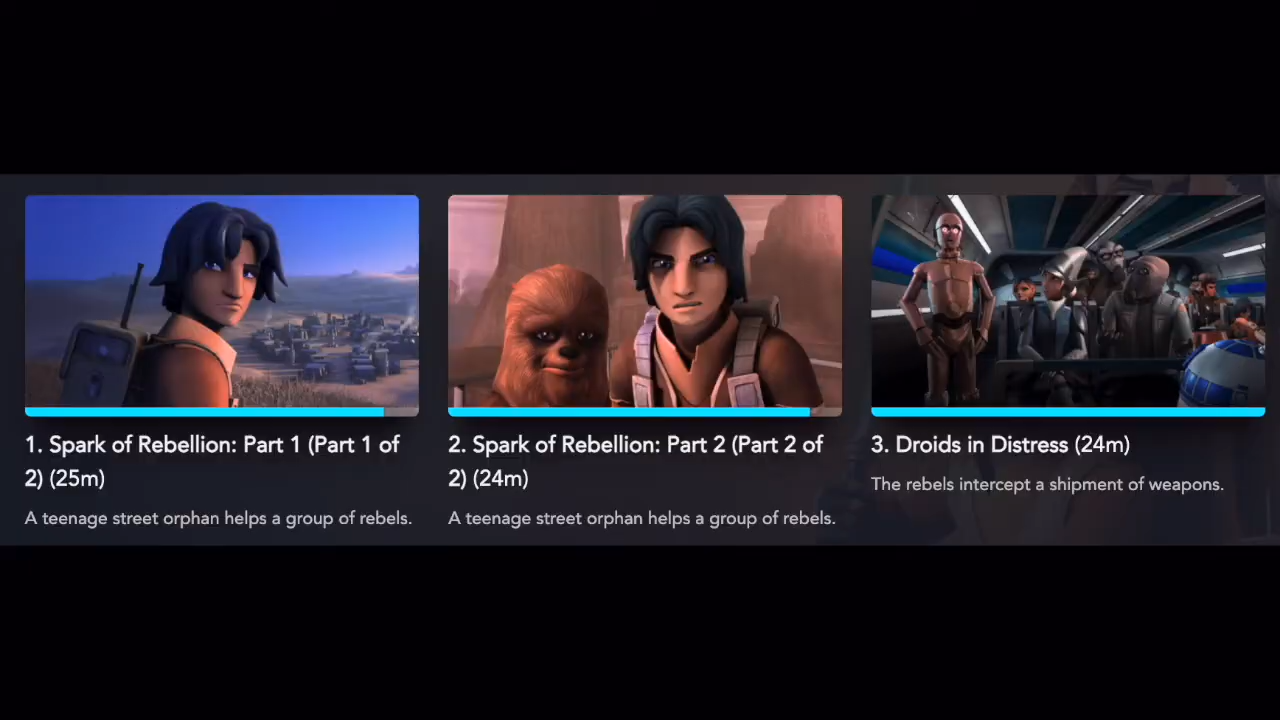 1. Spark of Rebellion: Part 1 (Part 1 of
2) (25m)
A teenage street orphan helps a group of rebels.
2. Spark of Rebellion: Part 2 (Part 2 of
2) (24m)
A teenage street orphan helps a group of rebels.
3. Droids in Distress (24m)
The rebels intercept a shipment of weapons.